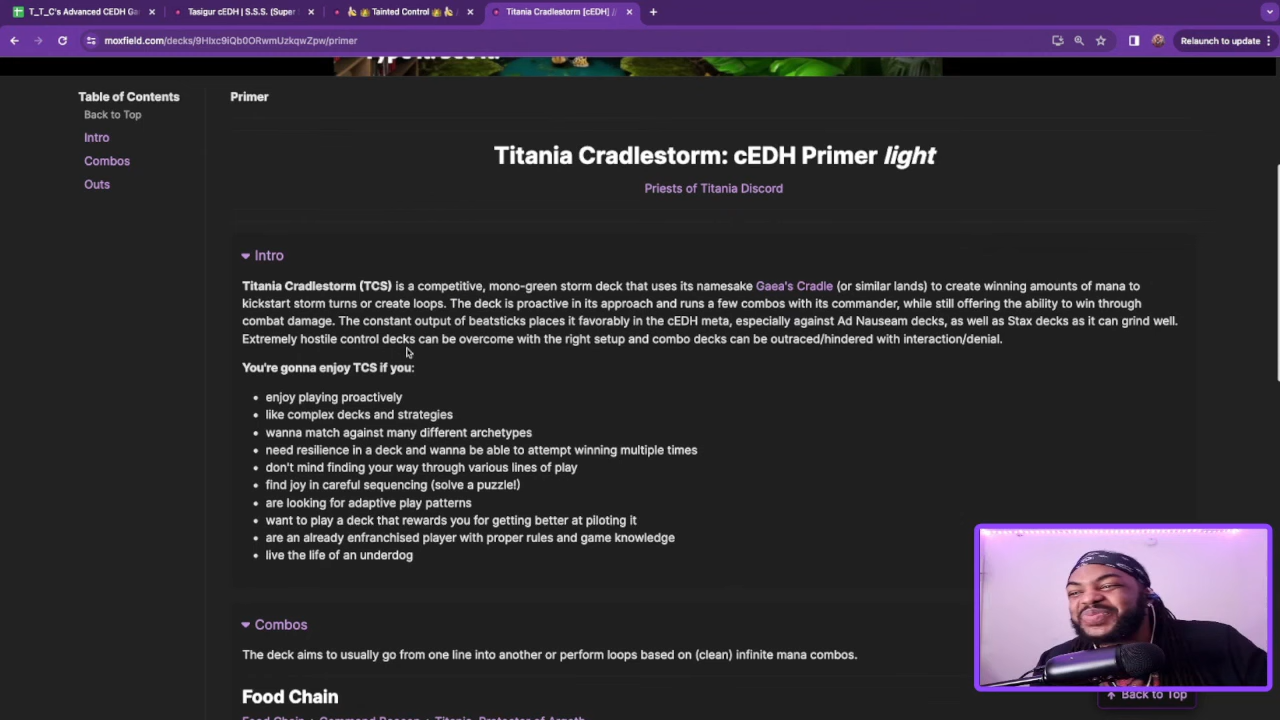 T_T_C's Advanced CEDH Ga
Tasigur cEDH | S.S.S. (Super
Tainted Control
Titania Cradlestorm [cEDH] //
moxfield.com/decks/9HIxc9iQb0ORwmUzkqwZpw/primer
Relaunch to update
Table of Contents
Back to Top
Intro
Combos
Outs
Primer
Titania Cradlestorm: cEDH Primer light
Priests of Titania Discord
Intro
Titania Cradlestorm (TCS) is a competitive, mono-green storm deck that uses its namesake Gaea's Cradle (or similar lands) to create winning amounts of mana to
kickstart storm turns or create loops. The deck is proactive in its approach and runs a few combos with its commander, while still offering the ability to win through
combat damage. The constant output of beatsticks places it favorably in the cEDH meta, especially against Ad Nauseam decks, as well as Stax decks as it can grind well.
Extremely hostile control decks can be overcome with the right setup and combo decks can be outraced/hindered with interaction/denial.
You're gonna enjoy TCS if you:
• enjoy playing proactively
• like complex decks and strategies
• wanna match against many different archetypes
• need resilience in a deck and wanna be able to attempt winning multiple times
• don't mind finding your way through various lines of play
• find joy in careful sequencing (solve a puzzle!)
• are looking for adaptive play patterns
• want to play a deck that rewards you for getting better at piloting it
• are an already enfranchised player with proper rules and game knowledge
• live the life of an underdog
Combos
The deck aims to usually go from one line into another or perform loops based on (clean) infinite mana combos.
Food Chain
Food Chain + Command Beacon + Titania, Protector of Argoth
Back to Top